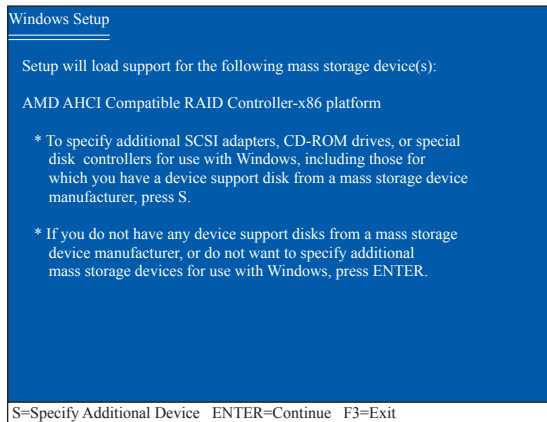 Windows Setup
Setup will load support for the following mass storage device(s):
AMD AHCI Compatible RAID Controller-x86 platform
* To specify additional SCSI adapters, CD-ROM drives, or special
disk controllers for use with Windows, including those for
which you have a device support disk from a mass storage device
manufacturer, press S.
* If you do not have any device support disks from a mass storage
device manufacturer, or do not want to specify additional
mass storage devices for use with Windows, press ENTER.
S=Specify Additional Device ENTER=Continue F3=Exit